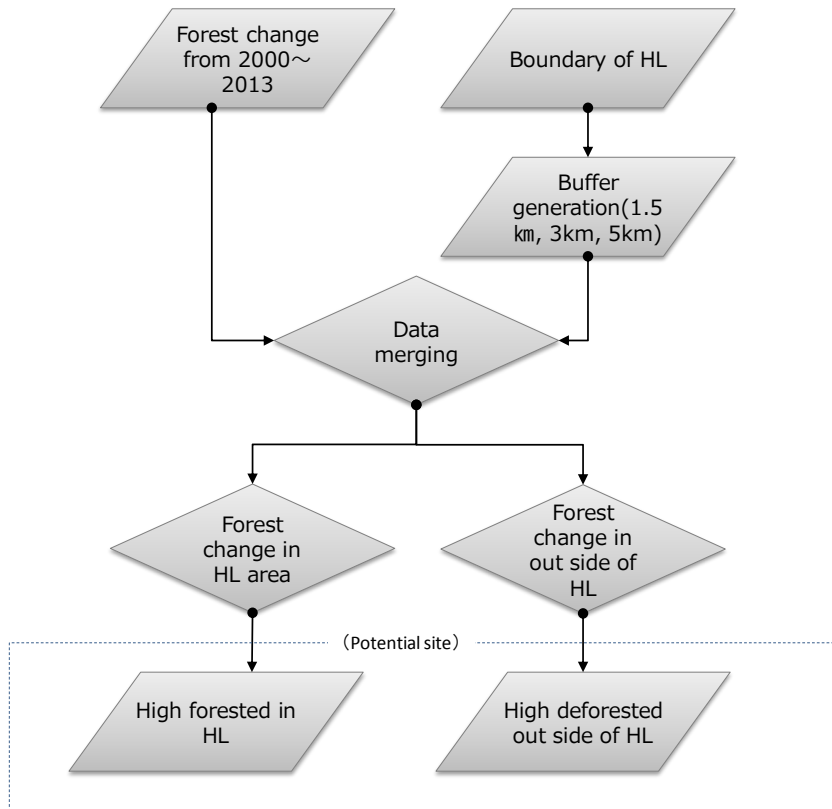 Forest change
from 2000～
2013
Boundary of HL
Buffer
generation(1.5
㎞, 3km, 5km)
Data
merging
Forest
change in
HL area
Forest
change in
out side of
HL
（Potential site）
High forested in
HL
High deforested
out side of HL